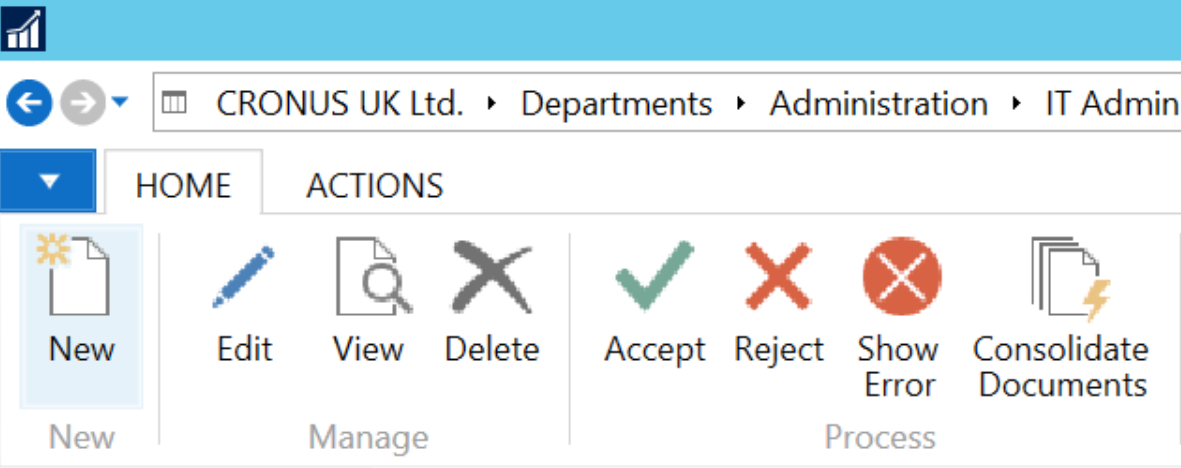 CRONUS UK Ltd. Departments Administration IT Admin
HOME ACTIONS
New Edit View Delete Accept Reject Show Error Consolidate Documents
New Manage Process